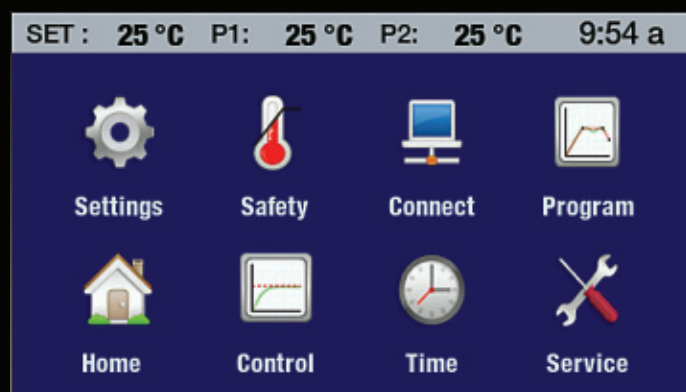 SET : 25 °C P1: 25 °C P2: 25 °C 9:54 a
Settings Safety Connect Program
Home Control Time Service